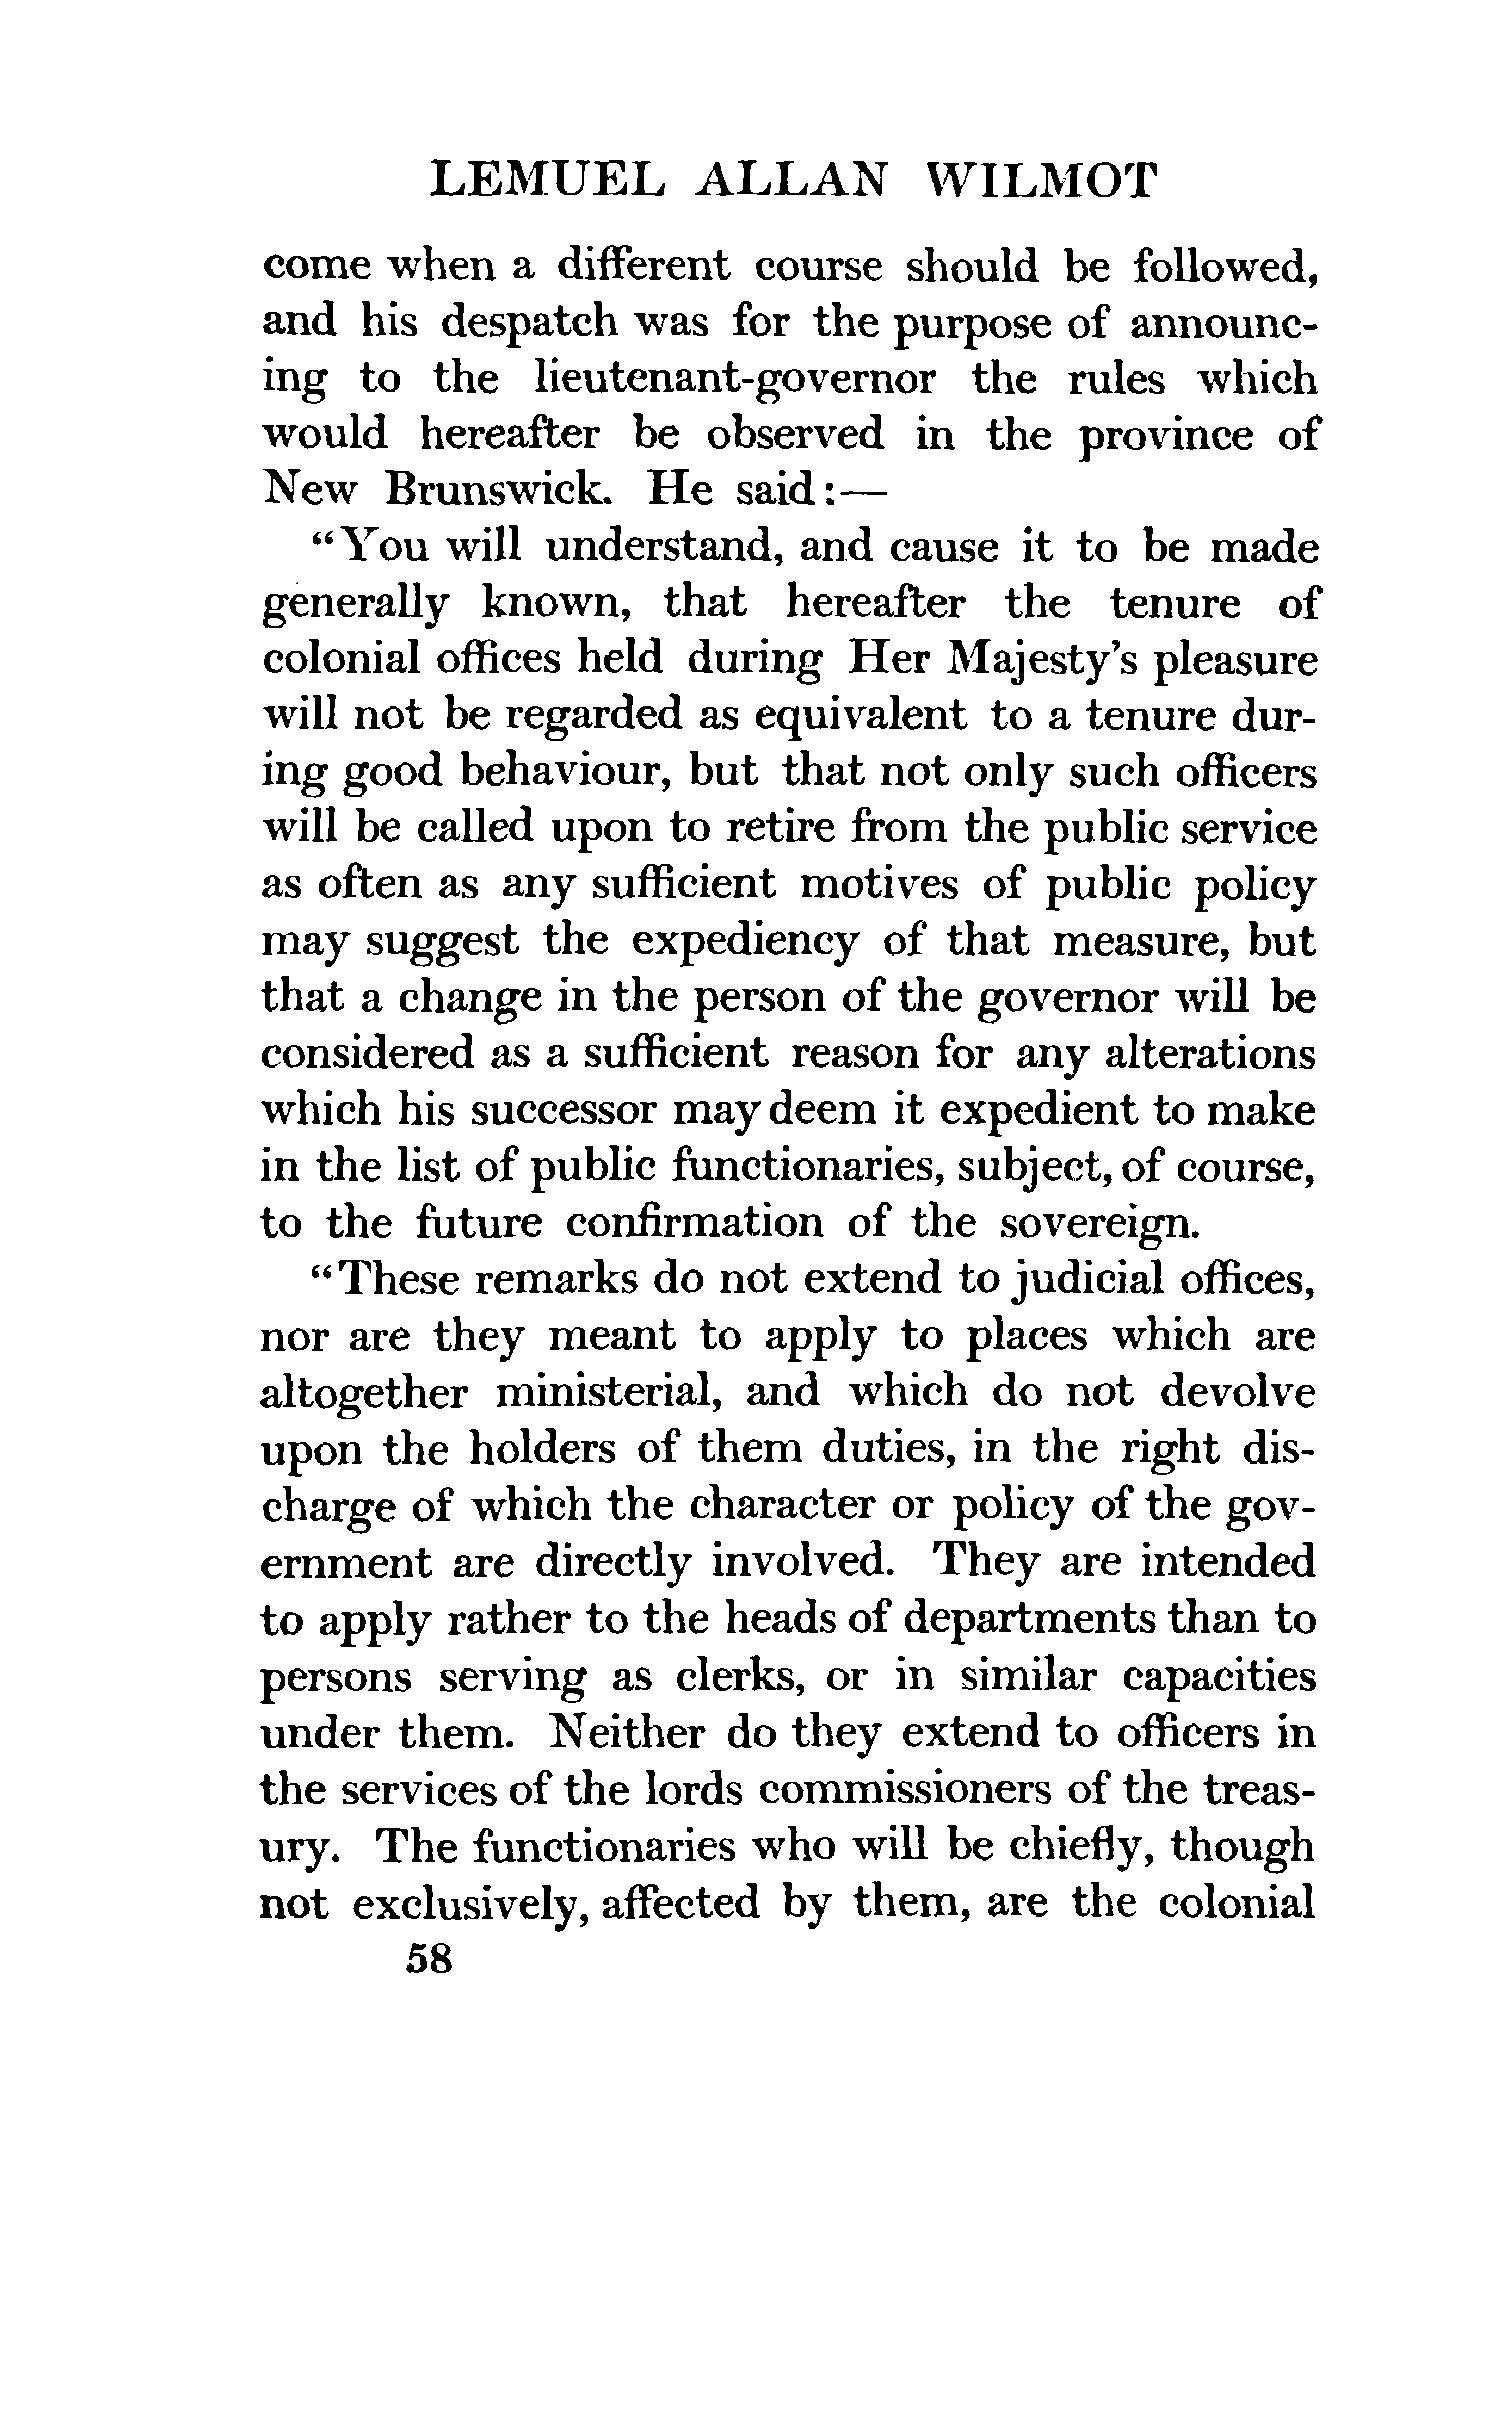 LEMUEL ALLAN WILMOT
come when a different course should be followed,
and his despatch was for the purpose of announc-
ing to the lieutenant-governor the rules which
would hereafter be observed in the province of
New Brunswick. He said:—
"You will understand, and cause it to be made
generally known, that hereafter the tenure of
colonial offices held during Her Majesty's pleasure
will not be regarded as equivalent to a tenure dur-
ing good behaviour, but that not only such officers
will be called upon to retire from the public service
as often as any sufficient motives of public policy
may suggest the expediency of that measure, but
that a change in the person of the governor will be
considered as a sufficient reason for any alterations
which his successor may deem it expedient to make
in the list of public functionaries, subject, of course,
to the future confirmation of the sovereign.
"These remarks do not extend to judicial offices,
nor are they meant to apply to places which are
altogether ministerial, and which do not devolve
upon the holders of them duties, in the right dis-
charge of which the character or policy of the gov-
ernment are directly involved. They are intended
to apply rather to the heads of departments than to
persons serving as clerks, or in similar capacities
under them. Neither do they extend to officers in
the services of the lords commissioners of the treas-
ury. The functionaries who will be chiefly, though
not exclusively, affected by them, are the colonial
58